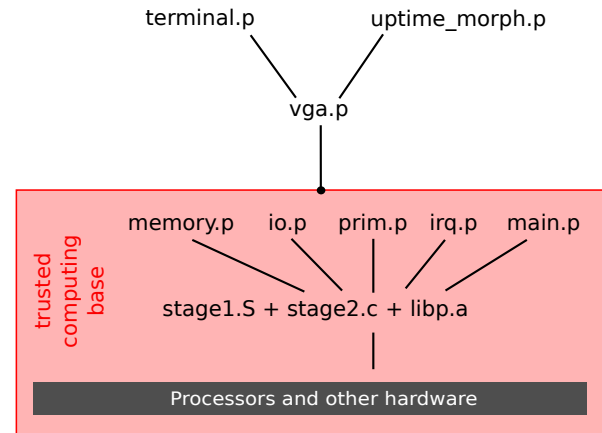 terminal.p uptime_morph.p
vga.p
memory.p io.p prim.p irq.p main.p
trusted
computing
base
stage1.S + stage2.c + libp.a
Processors and other hardware